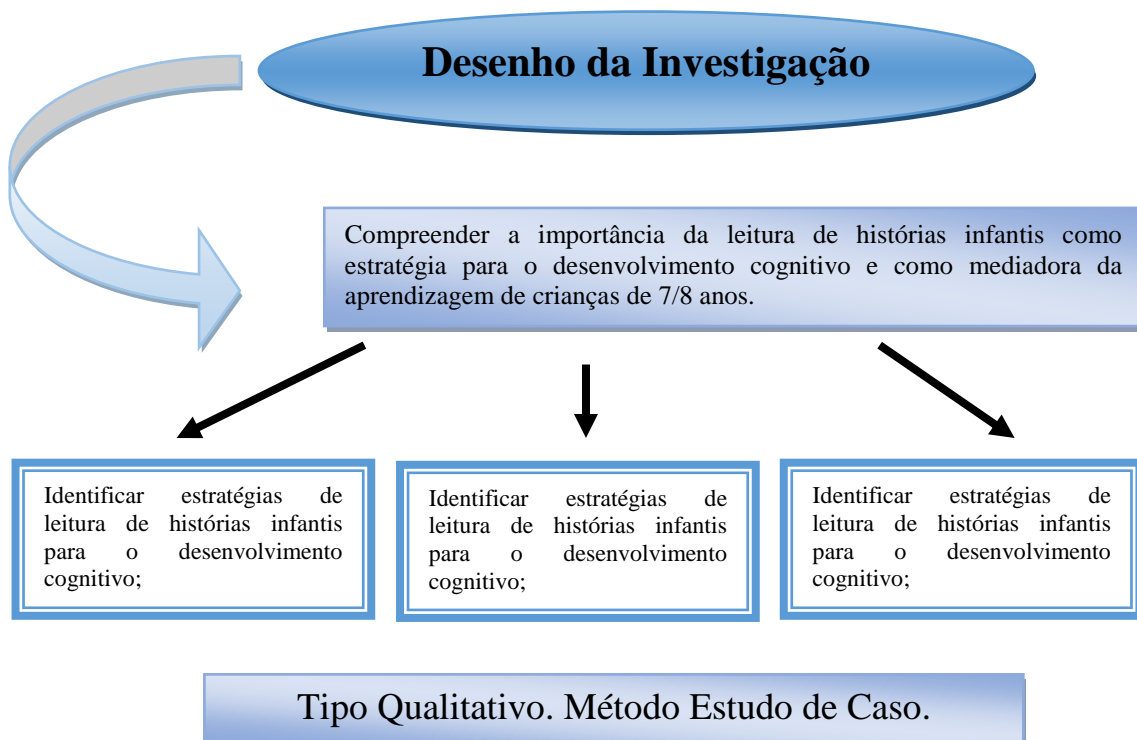 Desenho da Investigação
Compreender a importância da leitura de histórias infantis como
estratégia para o desenvolvimento cognitivo e como mediadora da
aprendizagem de crianças de 7/8 anos.
Identificar estratégias de
leitura de histórias infantis
para o desenvolvimento
cognitivo;
Identificar estratégias de
leitura de histórias infantis
para o desenvolvimento
cognitivo;
Identificar estratégias de
leitura de histórias infantis
para o desenvolvimento
cognitivo;
Tipo Qualitativo. Método Estudo de Caso.